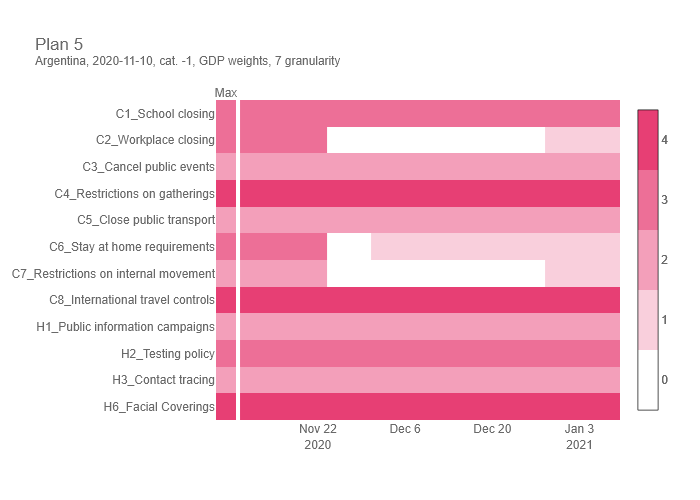 Plan 5
Argentina, 2020-11-10, cat. -1, GDP weights, 7 granularity
Max
C1_School closing
C2_Workplace closing
C3_Cancel public events
C4_Restrictions on gatherings
C5_Close public transport
C6_Stay at home requirements
C7_Restrictions on internal movement
C8_International travel controls
H1_Public information campaigns
H2_Testing policy
H3_Contact tracing
H6_Facial Coverings
Nov 22
2020
Dec 6
Dec 20
Jan 3
2021
4
3
2
1
0